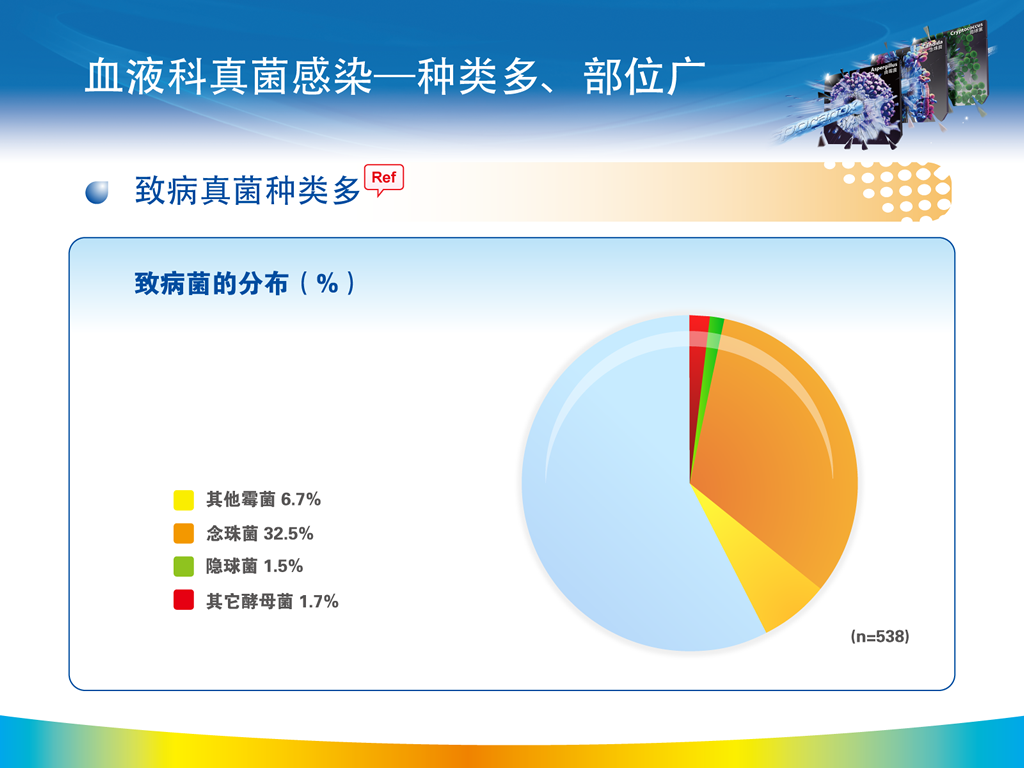 血液科真菌感染—种类多、部位广
Aspergillus
Cryptococcus
致病真菌种类多
Ref
致病菌的分布（%）
其他霉菌 6.7%
念珠菌 32.5%
隐球菌 1.5%
其它酵母菌 1.7%
(n=538)